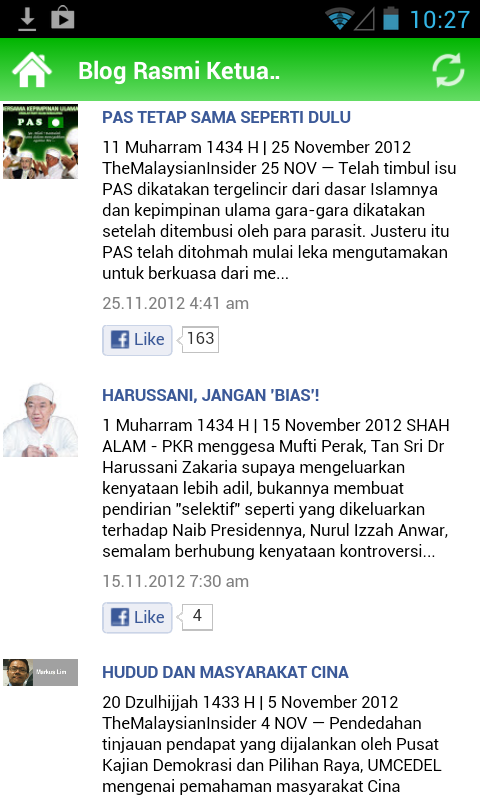 10:27
Blog Rasmi Ketua..
BERSAMA KEPIMPINAN ULAMA
PAS
PAS TETAP SAMA SEPERTI DULU
11 Muharram 1434 H | 25 November 2012
TheMalaysianInsider 25 NOV — Telah timbul isu
PAS dikatakan tergelincir dari dasar Islamnya
dan kepimpinan ulama gara-gara dikatakan
setelah ditembusi oleh para parasit. Justeru itu
PAS telah ditohmah mulai leka mengutamakan
untuk berkuasa dari me...
25.11.2012 4:41 am
Like 163
HARUSSANI, JANGAN 'BIAS'!
1 Muharram 1434 H | 15 November 2012 SHAH
ALAM - PKR menggesa Mufti Perak, Tan Sri Dr
Harussani Zakaria supaya mengeluarkan
kenyataan lebih adil, bukannya membuat
pendirian "selektif" seperti yang dikeluarkan
terhadap Naib Presidennya, Nurul Izzah Anwar,
semalam berhubung kenyataan kontroversi...
15.11.2012 7:30 am
Like 4
Markus Lim
HUDUD DAN MASYARAKAT CINA
20 Dzulhijjah 1433 H | 5 November 2012
TheMalaysianInsider 4 NOV — Pendedahan
tinjauan pendapat yang dijalankan oleh Pusat
Kajian Demokrasi dan Pilihan Raya, UMCEDEL
mengenai pemahaman masyarakat Cina